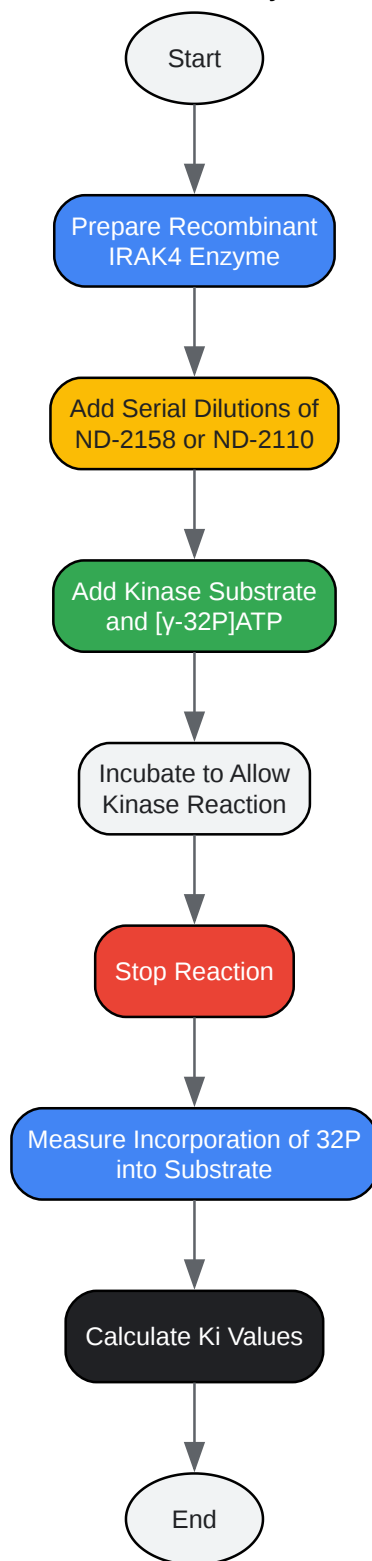 Start
Prepare Recombinant
IRAK4 Enzyme
Add Serial Dilutions of
ND-2158 or ND-2110
Add Kinase Substrate
and [γ-32P]ATP
Incubate to Allow
Kinase Reaction
Stop Reaction
Measure Incorporation of 32P
into Substrate
Calculate Ki Values
End